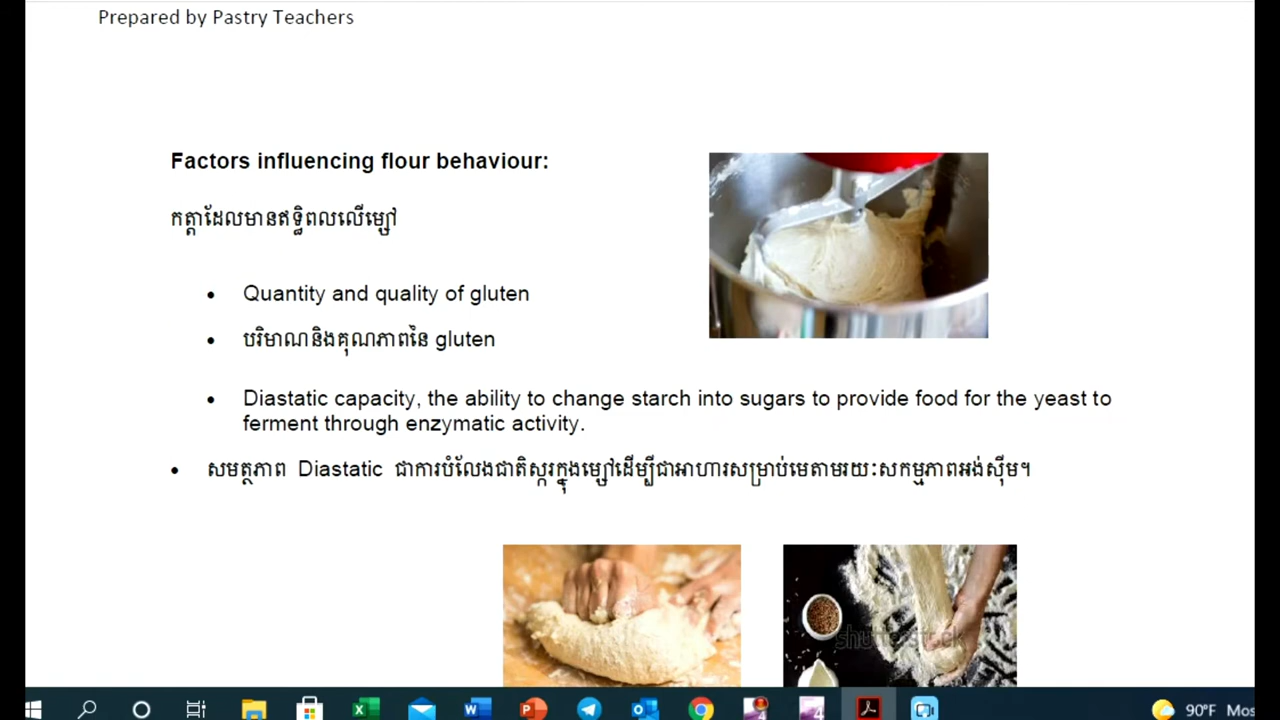 Prepared by Pastry Teachers
Factors influencing flour behaviour:
កត្តាដែលមានឥទ្ធិពលលើម្សៅ
• Quantity and quality of gluten
• បរិមាណនិងគុណភាពនៃ gluten
• Diastatic capacity, the ability to change starch into sugars to provide food for the yeast to
ferment through enzymatic activity.
• សមត្ថភាព Diastatic ជាការបំលែងជាតិស្ករក្នុងម្សៅដើម្បីជាអាហារសម្រាប់មេតាមរយៈសកម្មភាពអង់ស៊ីម។
shutterstock
90°F Mos